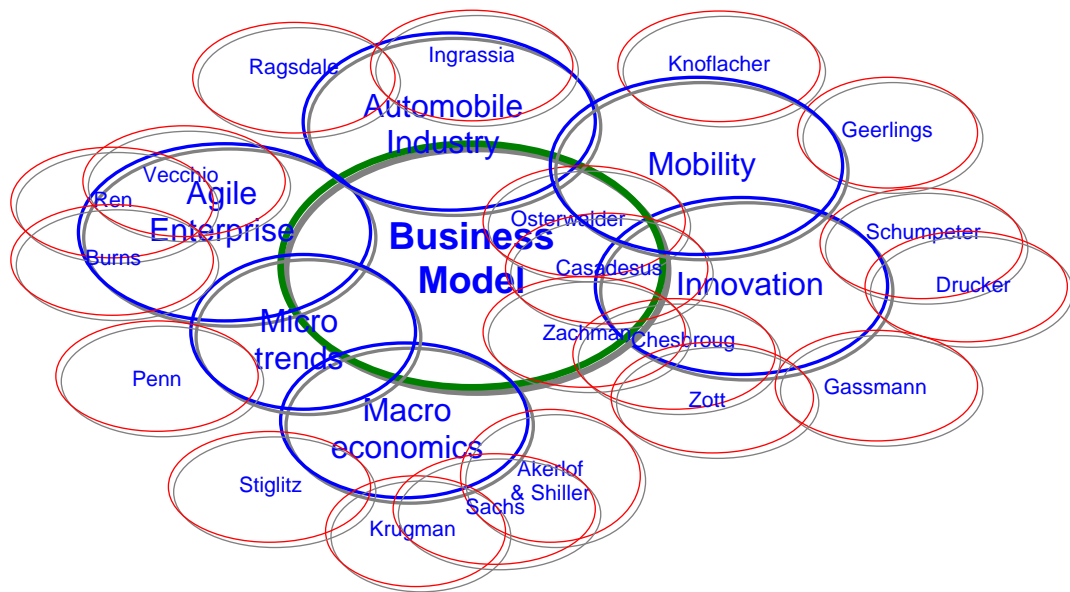 Ingrassia
Ragsdale
Knoflacher
Automobile
Industry
Geerlings
Mobility
Vecchio
Ren
Agile
Enterprise
Osterwalder
Schumpeter
Business
Model
Burns
Casadesus
Innovation
Drucker
Micro
trends
Zachman
Chesbroug
Penn
Gassmann
Zott
Macro
economics
Akerlof
& Shiller
Stiglitz
Sachs
Krugman